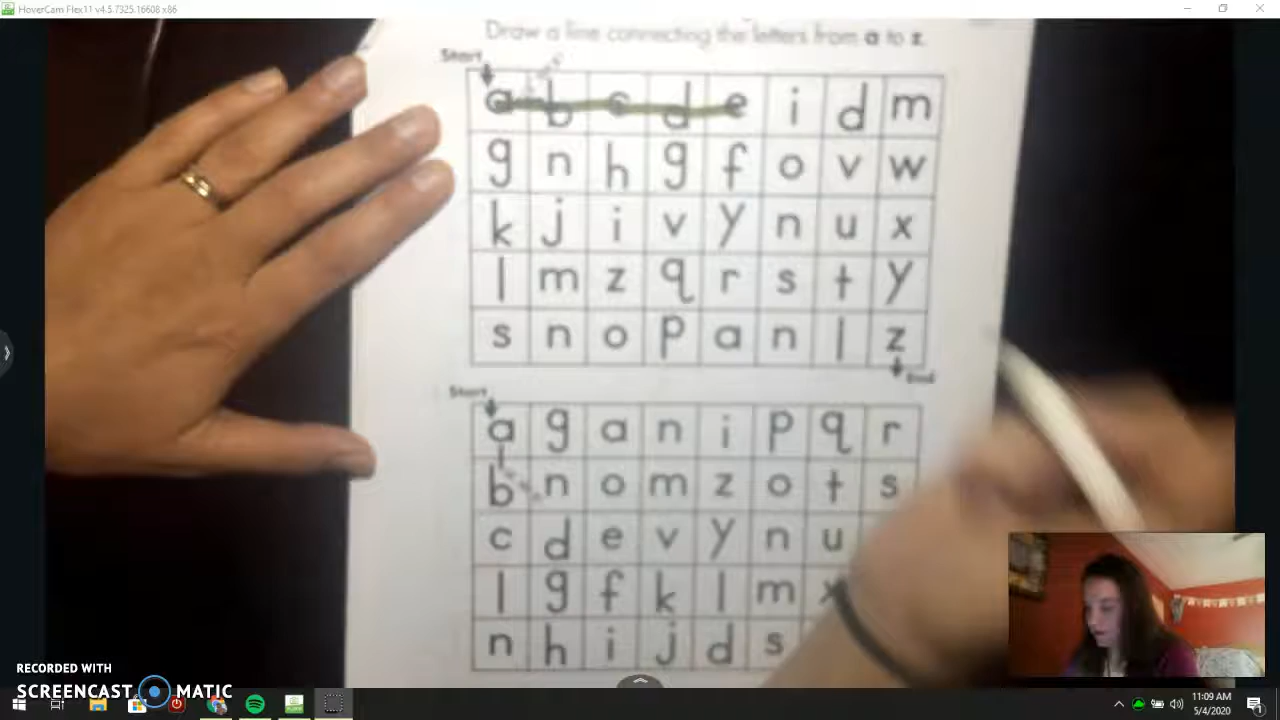 HoverCam Flex11 v4.5.7325.16608 x86
Draw a line connecting the letters from a to z.
Start
a b c d e i d m
g n h g f o v w
k j i v y n u x
l m z q r s t y
s n o p a n l z
End
Start
a g a n i p q r
b n o m z o t s
c d e v y n u
l g f k l m x
n h i j d s
RECORDED WITH
SCREENCAST MATIC
11:09 AM
5/4/2020